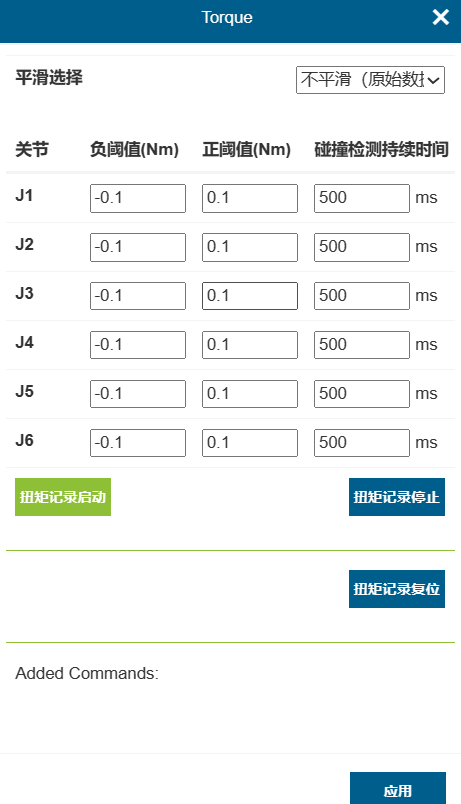 Torque ×
平滑选择 不平滑（原始数据
关节 负阈值(Nm) 正阈值(Nm) 碰撞检测持续时间
J1 -0.1 0.1 500 ms
J2 -0.1 0.1 500 ms
J3 -0.1 0.1 500 ms
J4 -0.1 0.1 500 ms
J5 -0.1 0.1 500 ms
J6 -0.1 0.1 500 ms
扭矩记录启动 扭矩记录停止
扭矩记录复位
Added Commands:
应用